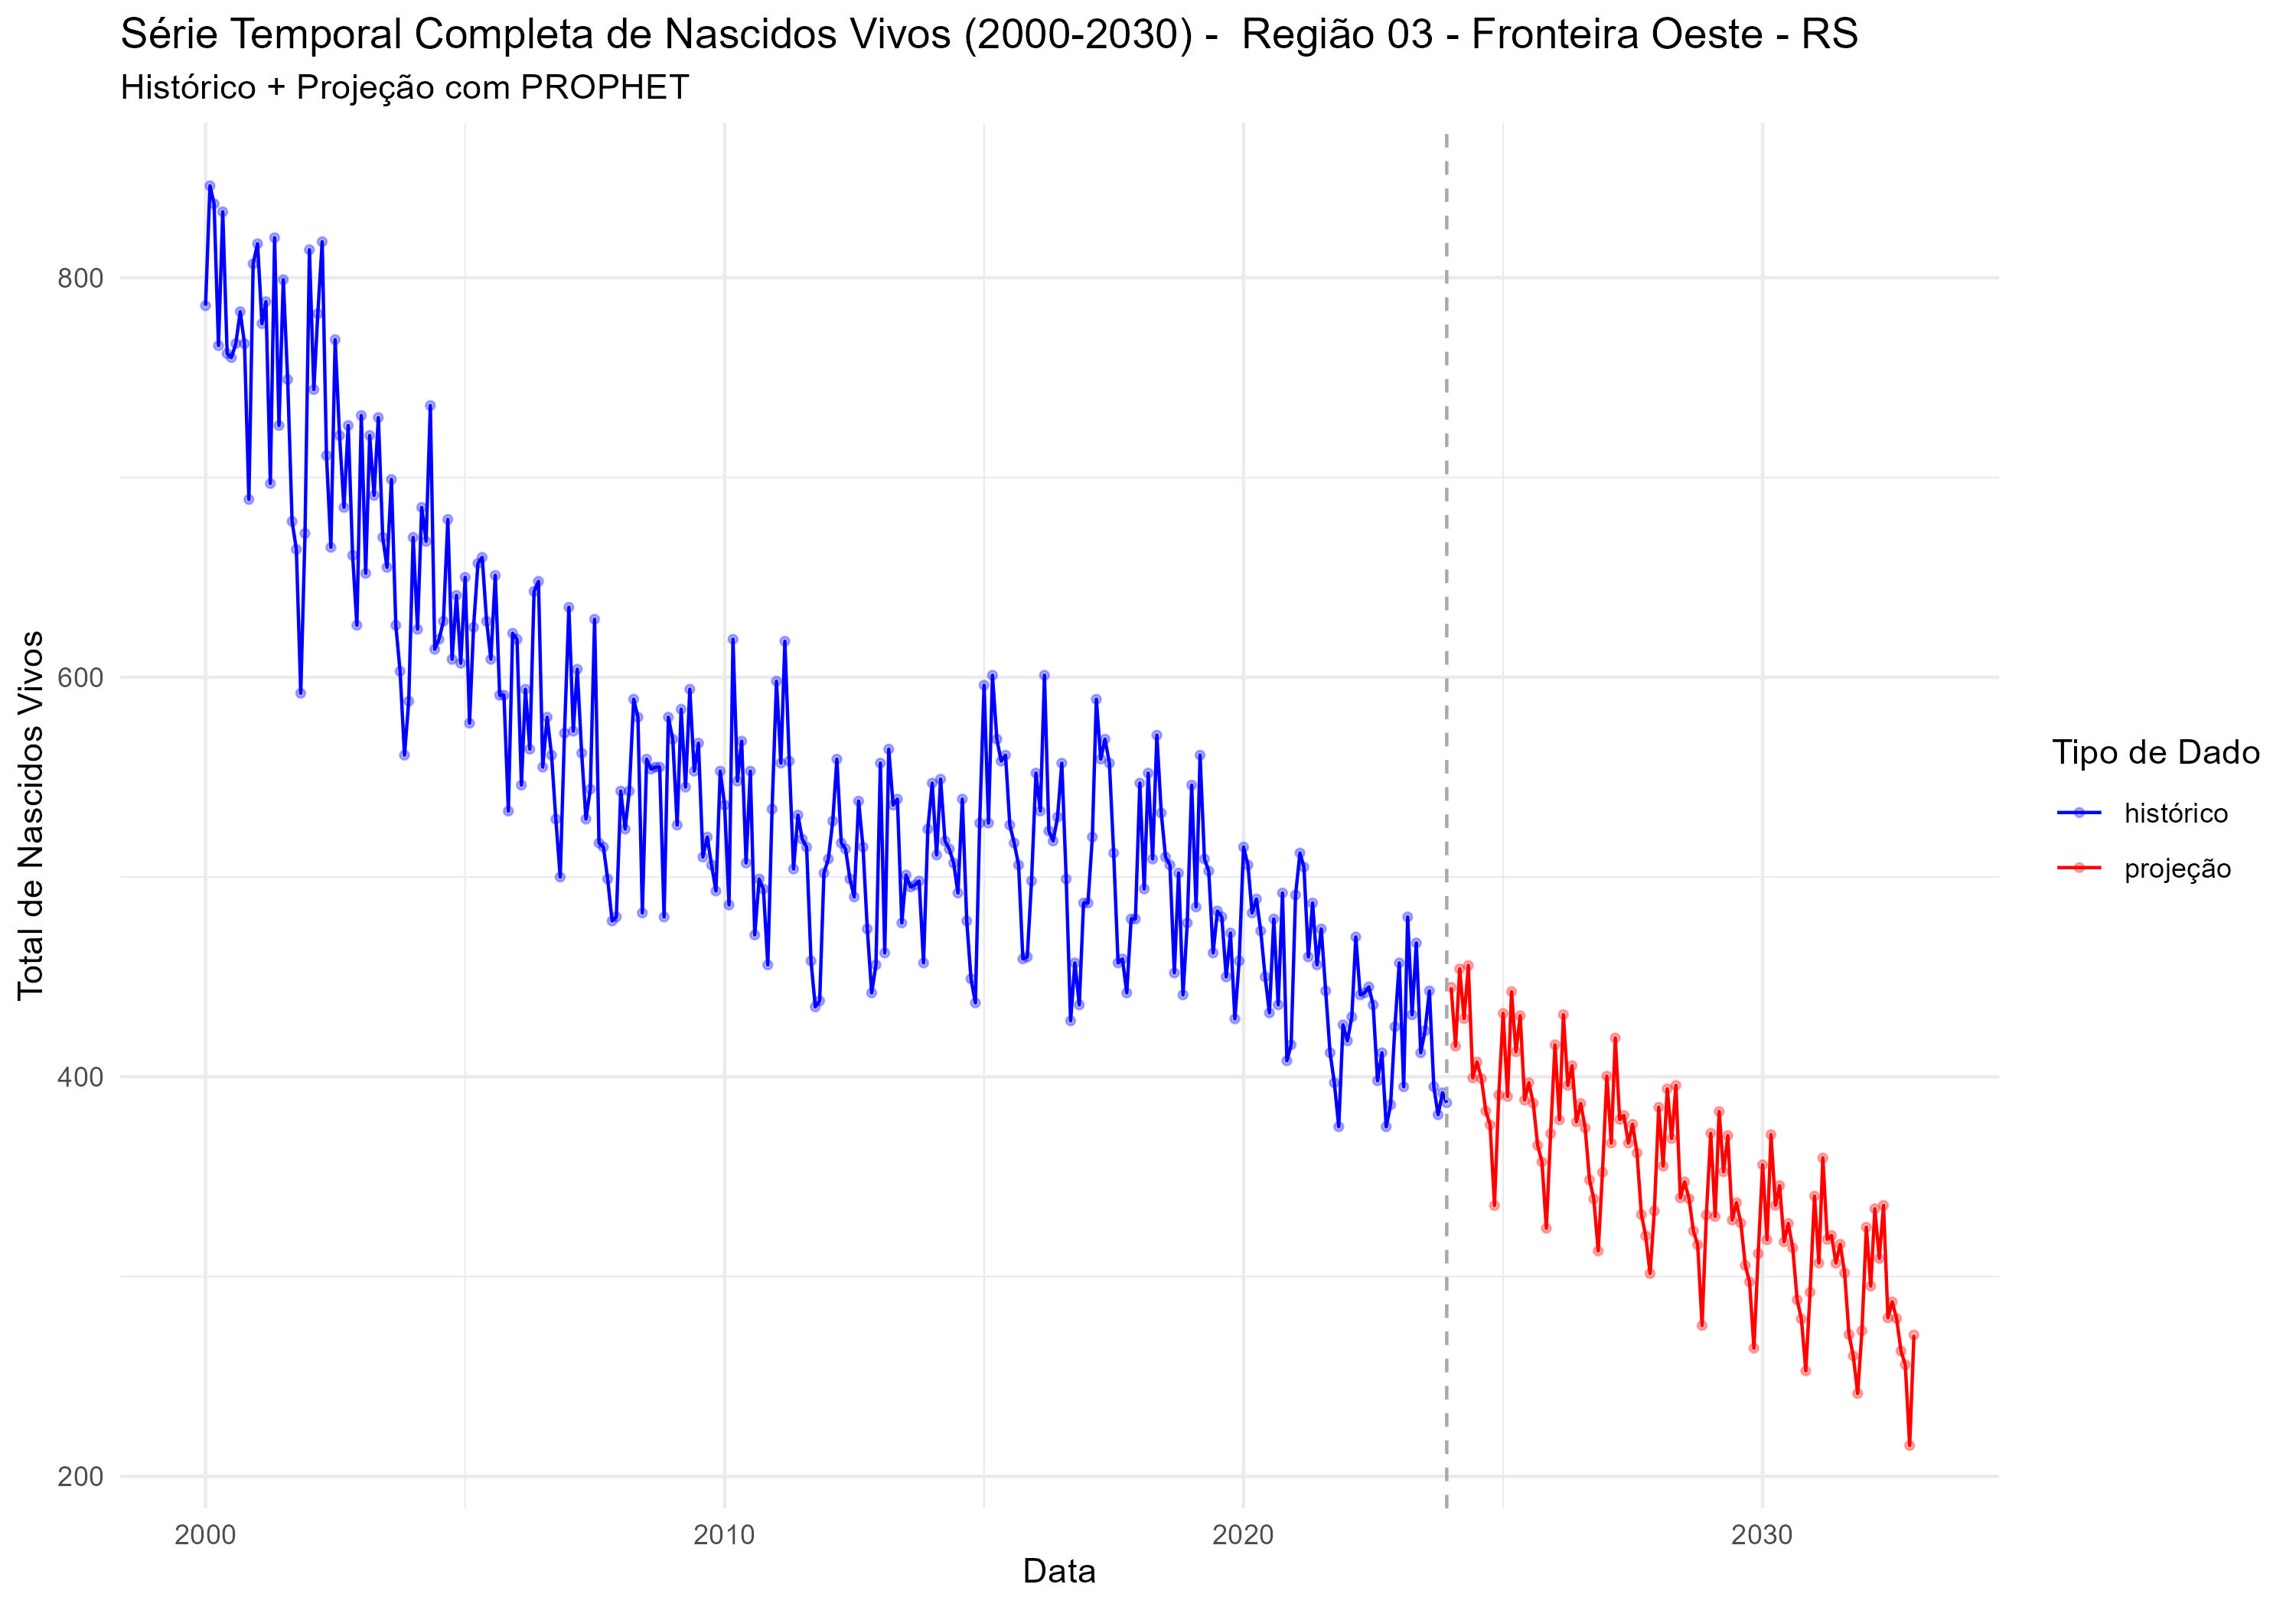 Série Temporal Completa de Nascidos Vivos (2000-2030) -  Região 03 - Fronteira Oeste - RS
Histórico + Projeção com PROPHET
Total de Nascidos Vivos
800
600
400
200
2000
2010
2020
2030
Data
Tipo de Dado
histórico
projeção